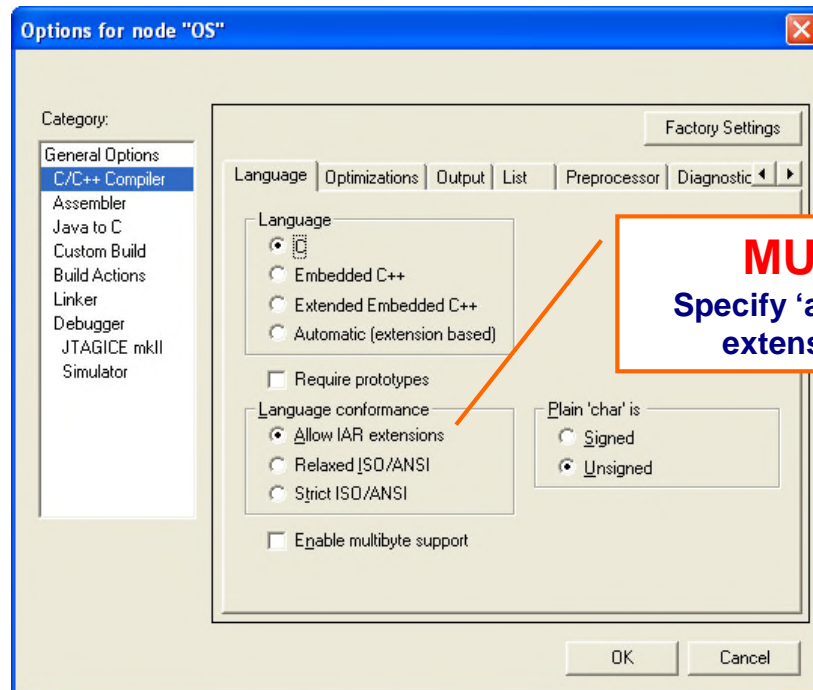 Options for node "OS"
Category:
General Options
C/C++ Compiler
Assembler
Java to C
Custom Build
Build Actions
Linker
Debugger
JTAGICE mkII
Simulator
Factory Settings
Language Optimizations Output List Preprocessor
Language
C
Embedded C++
Extended Embedded C++
Automatic (extension based)
Require prototypes
Language conformance
Allow IAR extensions
Relaxed ISO/ANSI
Strict ISO/ANSI
Plain 'char' is
Signed
Unsigned
Enable multibyte support
Specify
OK Cancel